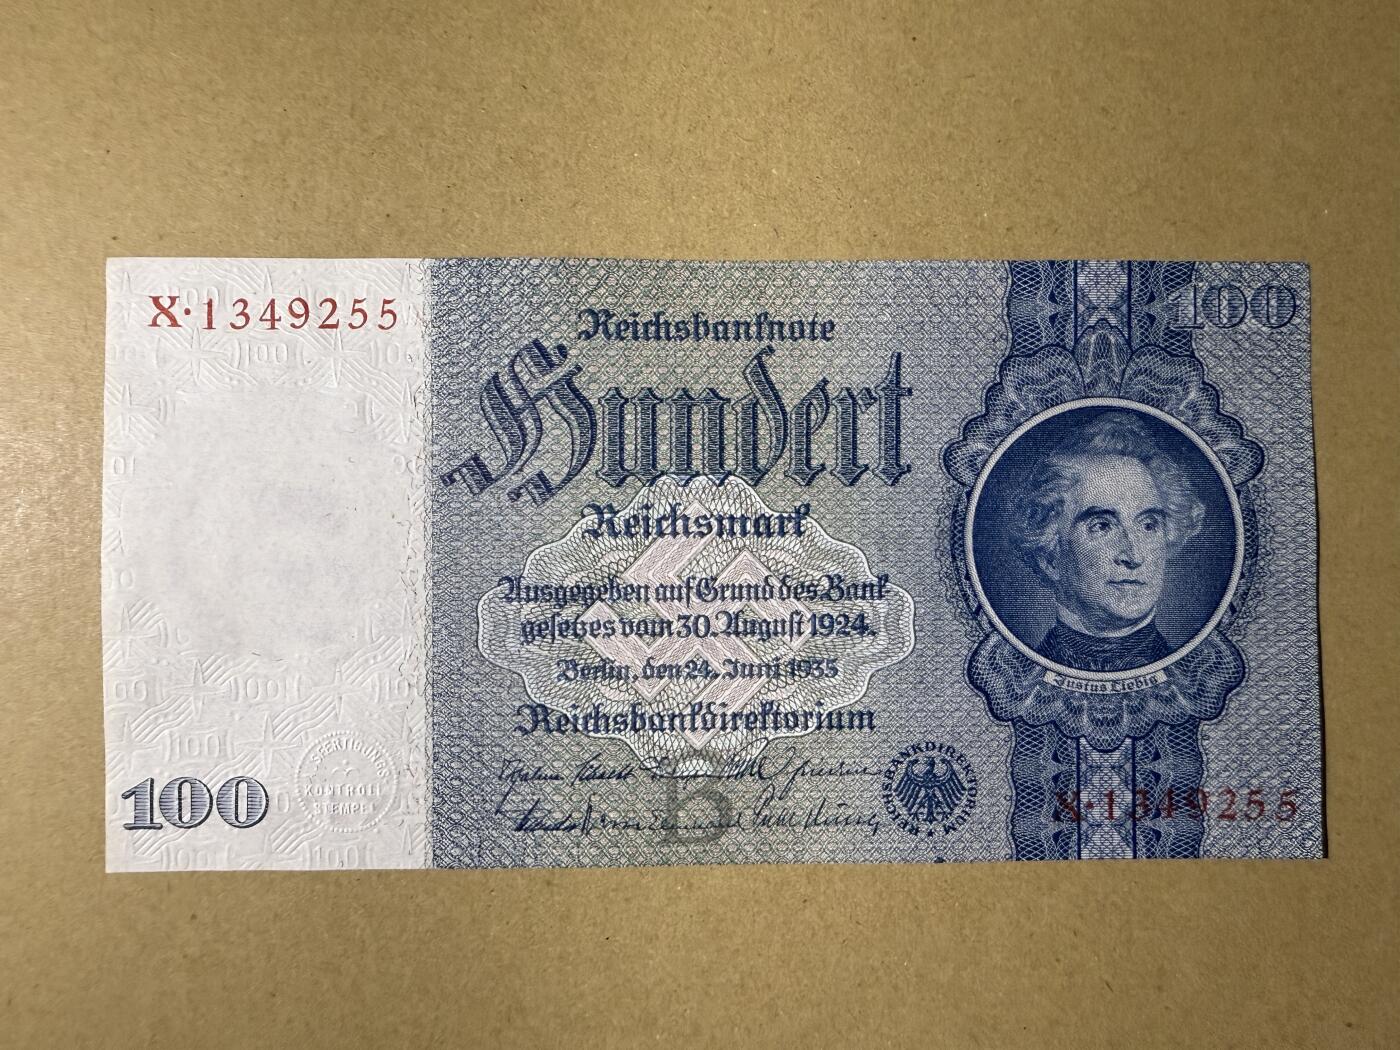 X·1349255
100
Reichsbanknote
Hundert
Reichsmark
Ausgegeben auf Grund des Bank-
gesetzes vom 30. August 1924.
Berlin, den 24. Juni 1935
Reichsbankdirektorium
b
REICHSBANKDIREKTORIUM
Justus Liebig
X·1349255
100
KONTROLL
STEMPEL